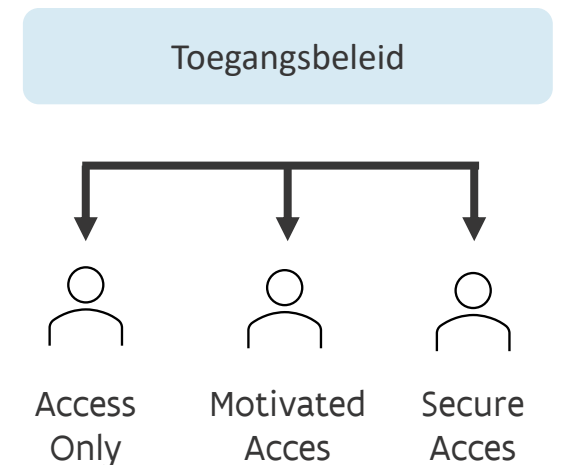 Toegangsbeleid
Access
Only
Motivated
Acces
Secure
Acces